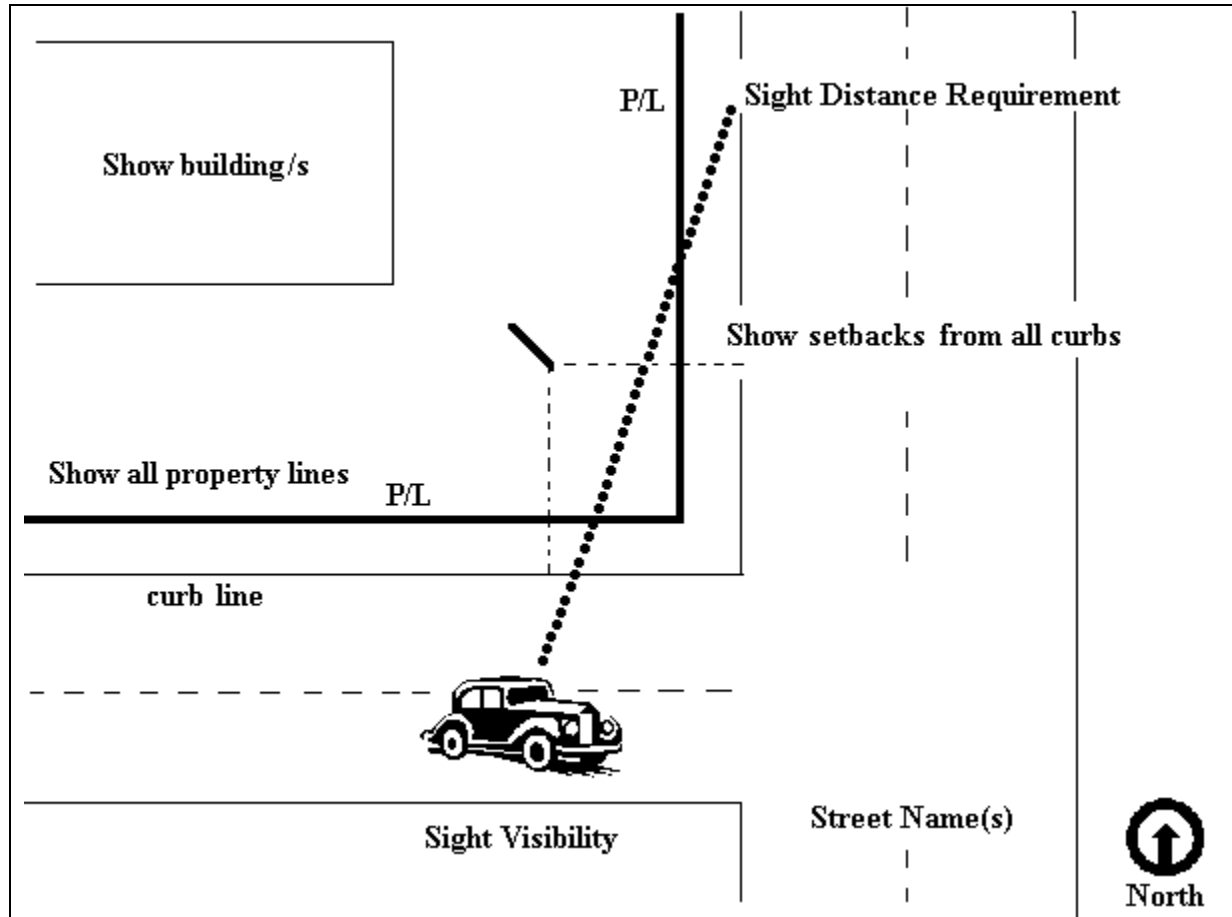 P/L
Sight Distance Requirement
Show building/s
Show setbacks from all curbs
Show all property lines
P/L
curb line
Street Name(s)
Sight Visibility
North